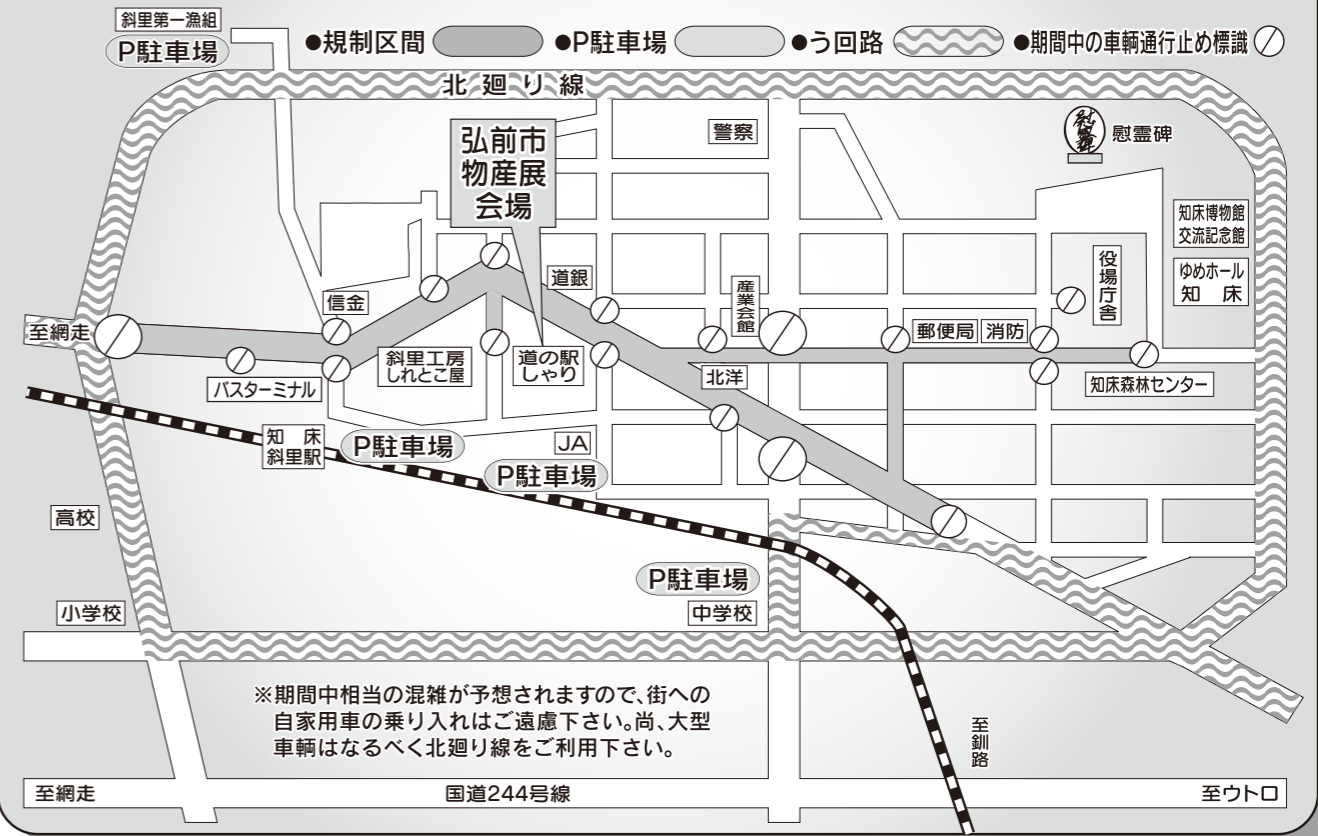 斜里第一漁組
P駐車場
●規制区間
●P駐車場
●う回路
●期間中の車輌通行止め標識
北廻り線
弘前市
物産展
会場
警察
慰霊碑
慰霊碑
知床博物館
交流記念館
ゆめホール
知床
役場庁舎
道銀
信金
産業会館
至網走
郵便局
消防
斜里工房
しれとこ屋
道の駅
しゃり
北洋
バスターミナル
知床森林センター
知床
斜里駅
P駐車場
JA
P駐車場
高校
P駐車場
小学校
中学校
※期間中相当の混雑が予想されますので、街への
自家用車の乗り入れはご遠慮下さい。尚、大型
車輌はなるべく北廻り線をご利用下さい。
至釧路
至網走
国道244号線
至ウトロ